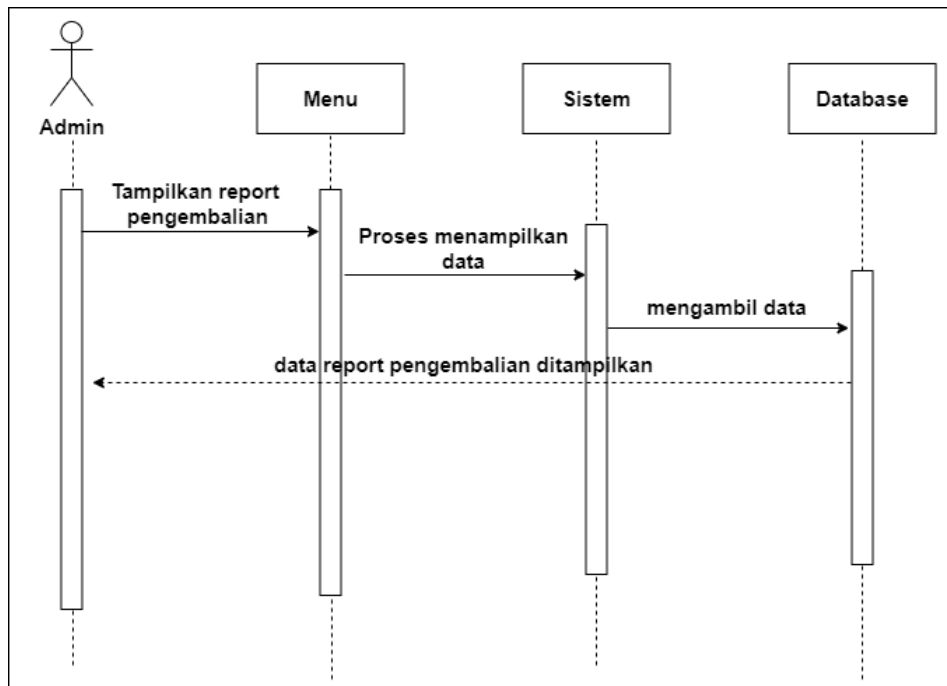 Admin
Menu
Sistem
Database
Tampilkan report
pengembalian
Proses menampilkan
data
mengambil data
data report pengembalian ditampilkan